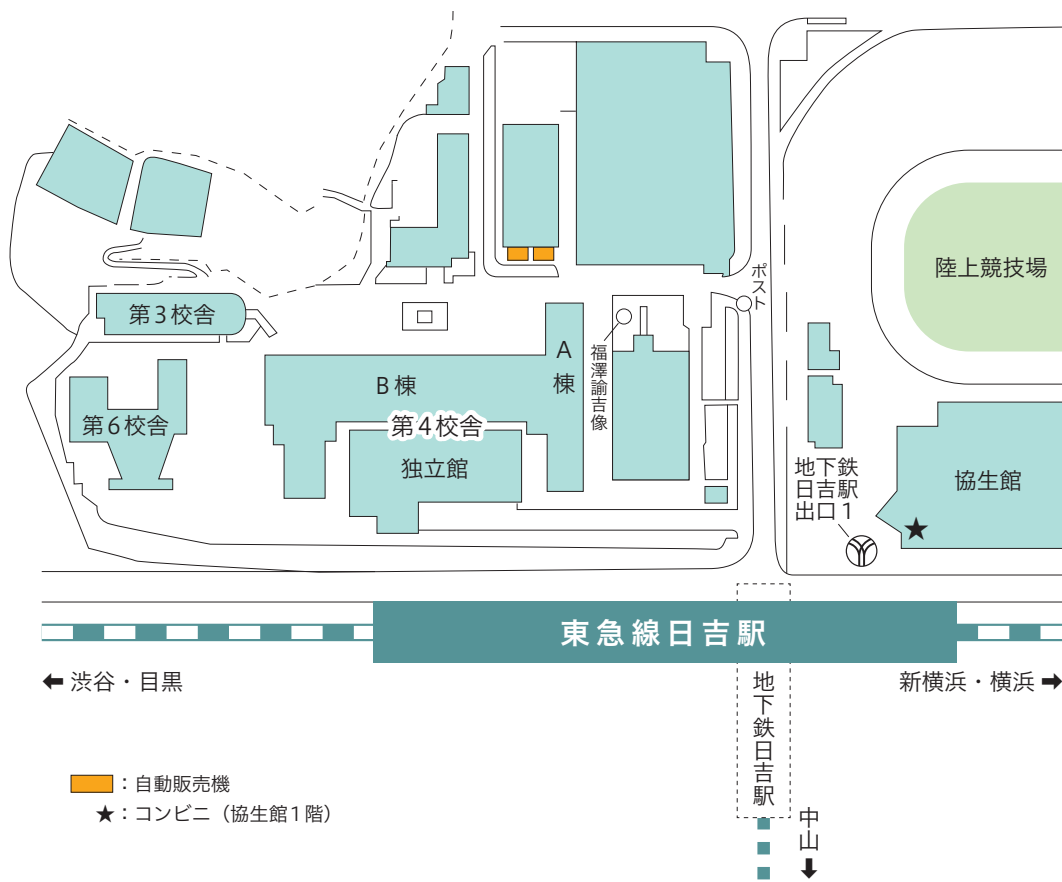 ポスト
陸上競技場
第3校舎
A棟
福澤諭吉像
B棟
第4校舎
第6校舎
独立館
地下鉄
日吉駅
出口1
協生館
東急線日吉駅
渋谷・目黒
新横浜・横浜
地下鉄日吉駅
：自動販売機
★：コンビニ（協生館1階）
中山